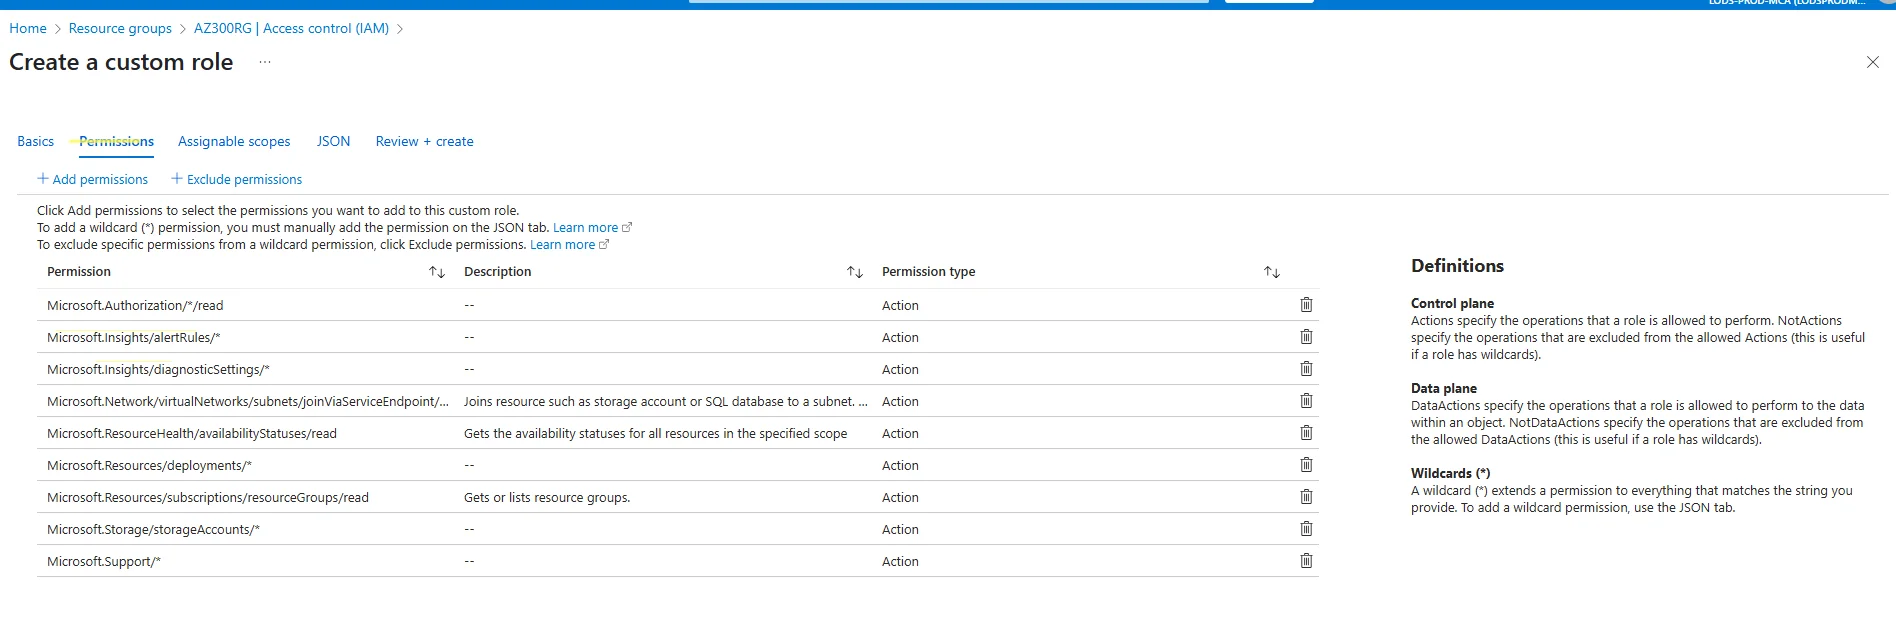 LODS-PROD-MCA (LODSPRODM...
Home > Resource groups > AZ300RG | Access control (IAM) >
Create a custom role ...
Basics Permissions Assignable scopes JSON Review + create
+ Add permissions + Exclude permissions
Click Add permissions to select the permissions you want to add to this custom role.
To add a wildcard (*) permission, you must manually add the permission on the JSON tab. Learn more
To exclude specific permissions from a wildcard permission, click Exclude permissions. Learn more
Permission Description Permission type
Microsoft.Authorization/*/read -- Action
Microsoft.Insights/alertRules/* -- Action
Microsoft.Insights/diagnosticSettings/* -- Action
Microsoft.Network/virtualNetworks/subnets/joinViaServiceEndpoint/... Joins resource such as storage account or SQL database to a subnet. ... Action
Microsoft.ResourceHealth/availabilityStatuses/read Gets the availability statuses for all resources in the specified scope Action
Microsoft.Resources/deployments/* -- Action
Microsoft.Resources/subscriptions/resourceGroups/read Gets or lists resource groups. Action
Microsoft.Storage/storageAccounts/* -- Action
Microsoft.Support/* -- Action
Definitions
Control plane
Actions specify the operations that a role is allowed to perform. NotActions
specify the operations that are excluded from the allowed Actions (this is useful
if a role has wildcards).
Data plane
DataActions specify the operations that a role is allowed to perform to the data
within an object. NotDataActions specify the operations that are excluded from
the allowed DataActions (this is useful if a role has wildcards).
Wildcards (*)
A wildcard (*) extends a permission to everything that matches the string you
provide. To add a wildcard permission, use the JSON tab.